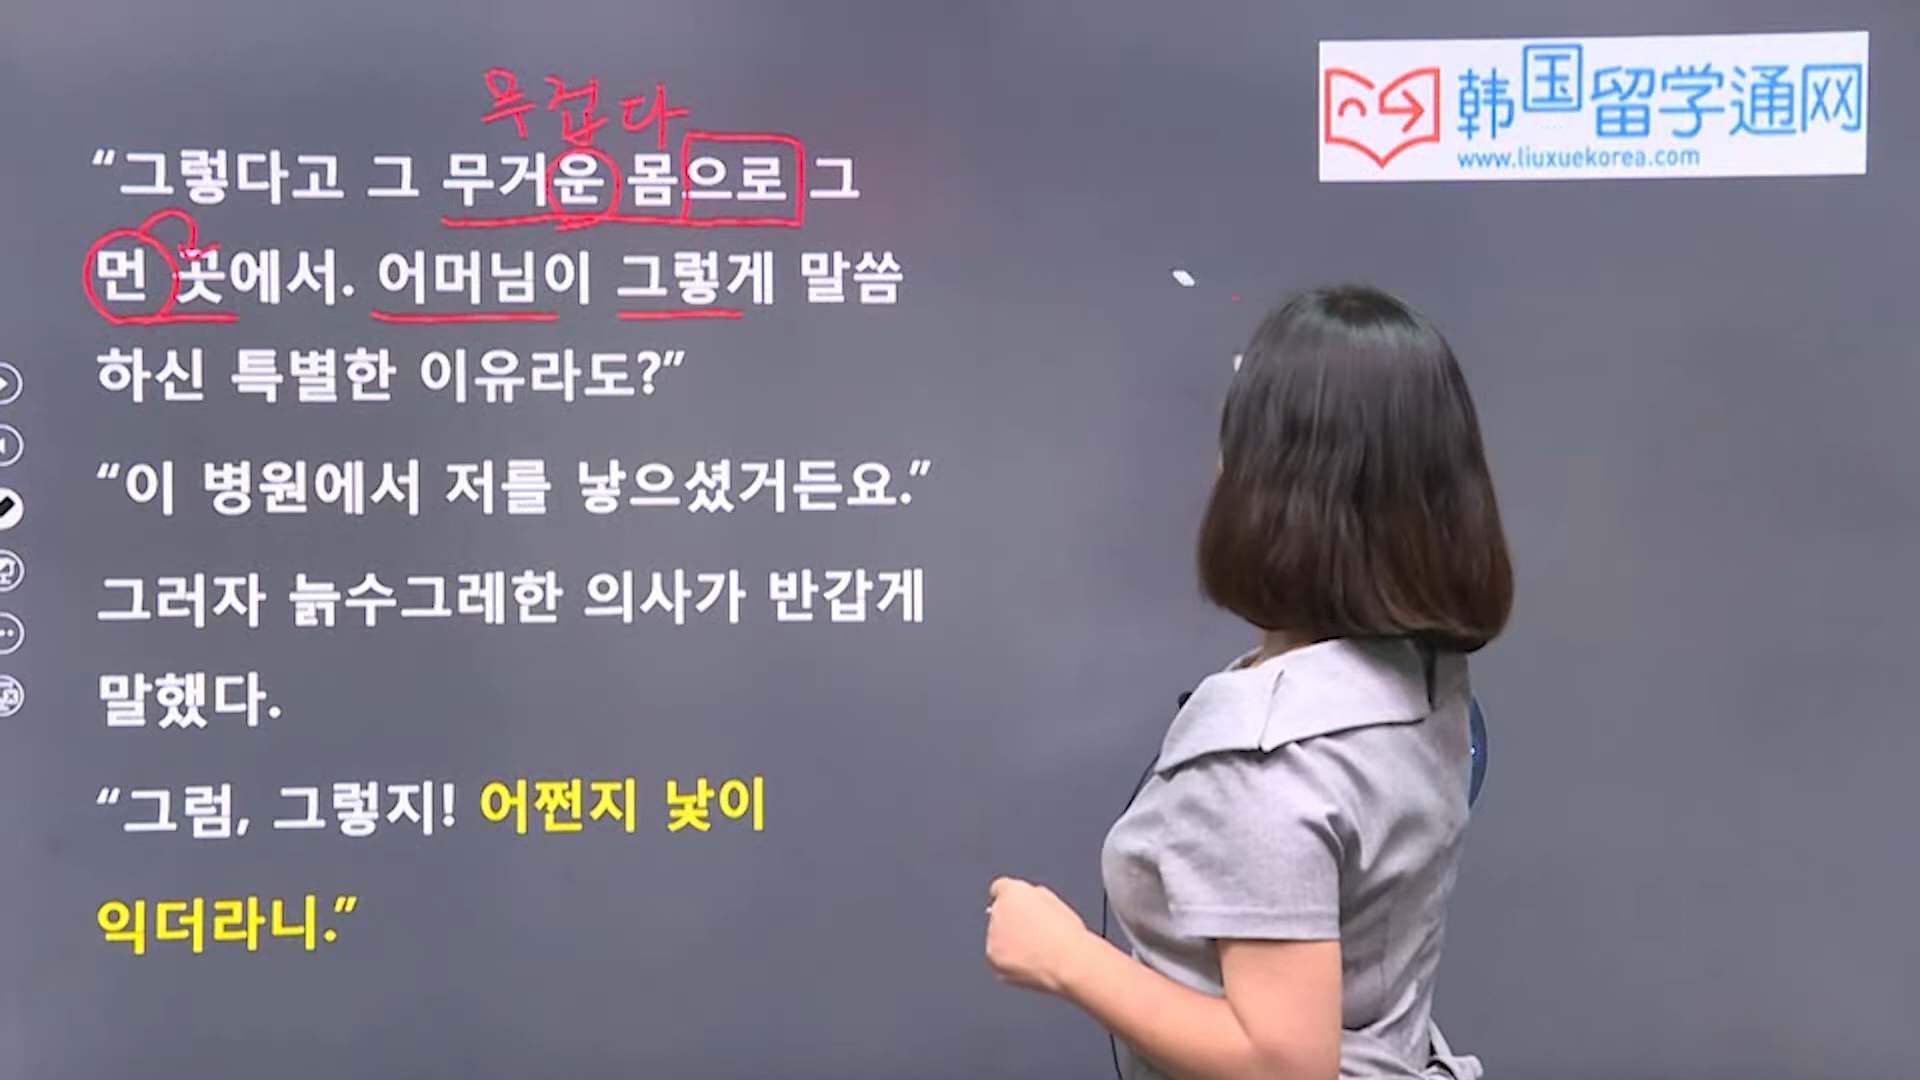 무겁다
“그렇다고 그 무거운 몸으로 그
먼 곳에서. 어머님이 그렇게 말씀
하신 특별한 이유라도?”
“이 병원에서 저를 낳으셨거든요.”
그러자 늙수그레한 의사가 반갑게
말했다.
“그럼, 그렇지! 어쩐지 낯이
익더라니.”
韩国留学通网
www.liuxuekorea.com